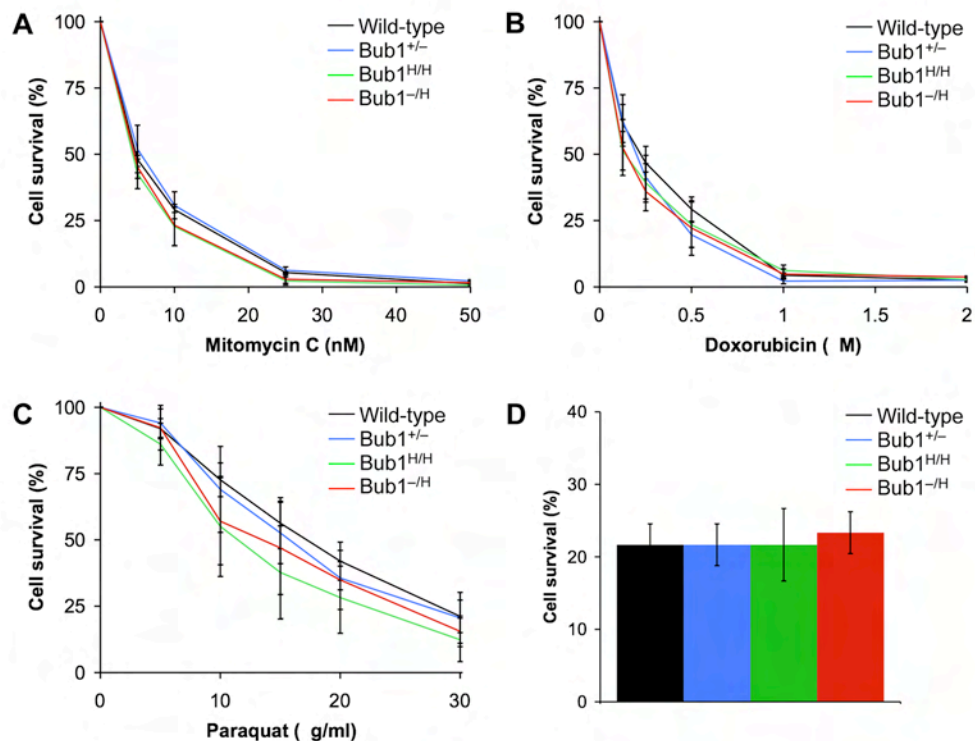 A
100
75
50
25
0
Cell survival (%)
0 10 20 30 40 50
Mitomycin C (nM)
Wild-type
Bub1+/–
Bub1H/H
Bub1–/H
B
100
75
50
25
0
Cell survival (%)
0 0.5 1 1.5 2
Doxorubicin ( M)
Wild-type
Bub1+/–
Bub1H/H
Bub1–/H
C
100
75
50
25
0
Cell survival (%)
0 10 20 30
Paraquat ( g/ml)
Wild-type
Bub1+/–
Bub1H/H
Bub1–/H
D
40
30
20
10
0
Cell survival (%)
Wild-type
Bub1+/–
Bub1H/H
Bub1–/H